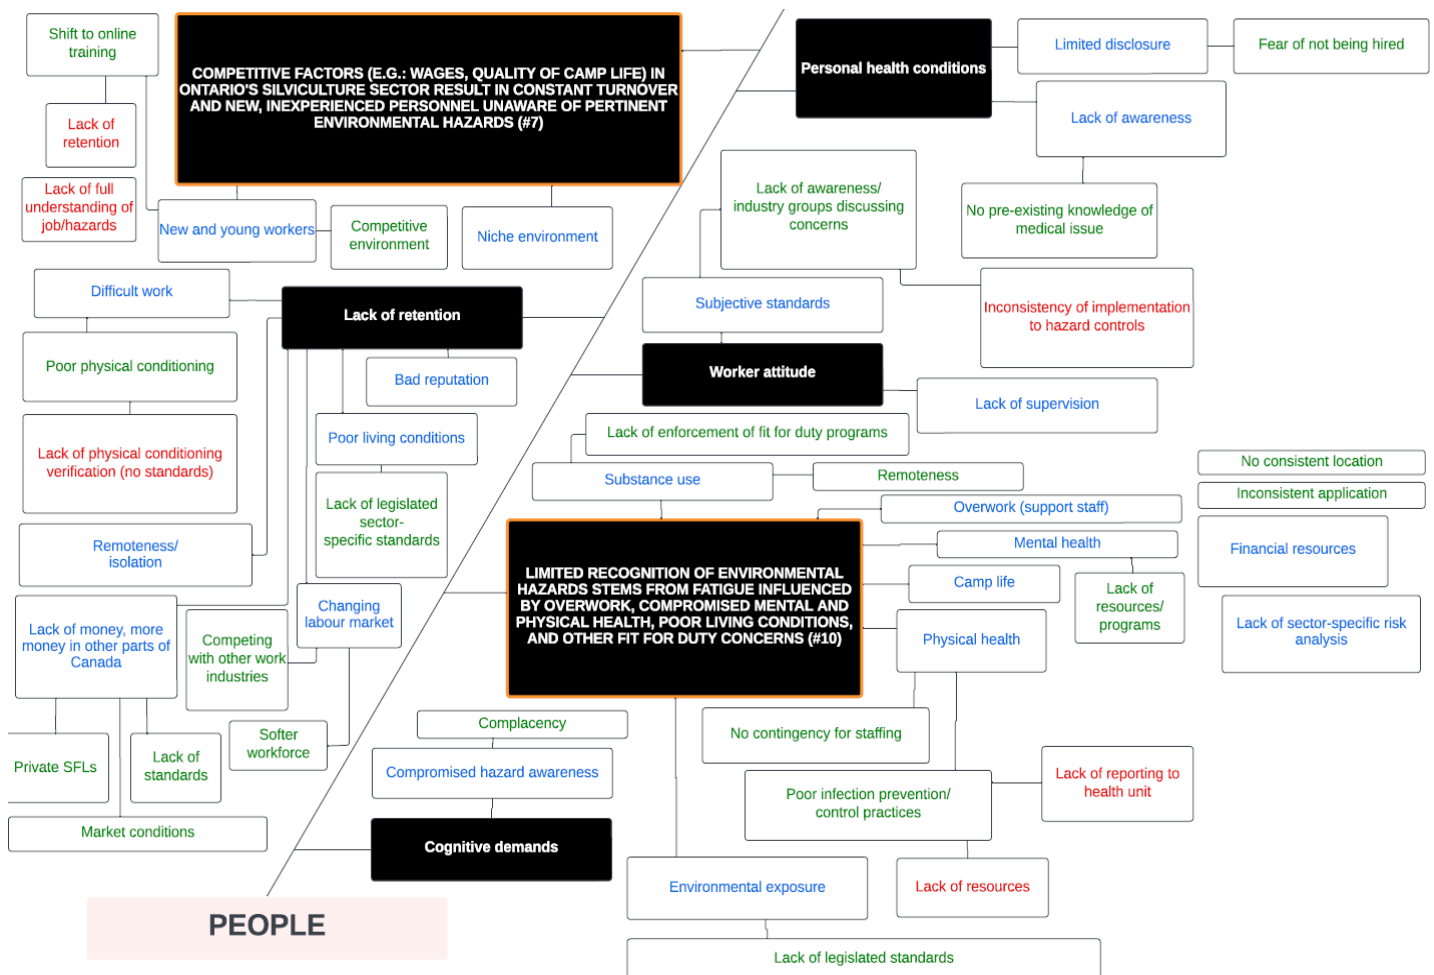 Shift to online
training
Lack of
retention
Lack of full
understanding of
job/hazards
COMPETITIVE FACTORS (E.G.: WAGES, QUALITY OF CAMP LIFE) IN
ONTARIO'S SILVICULTURE SECTOR RESULT IN CONSTANT TURNOVER
AND NEW, INEXPERIENCED PERSONNEL UNAWARE OF PERTINENT
ENVIRONMENTAL HAZARDS (#7)
New and young workers
Competitive
environment
Niche environment
Personal health conditions
Limited disclosure
Fear of not being hired
Lack of awareness
No pre-existing knowledge of
medical issue
Lack of awareness/
industry groups discussing
concerns
Subjective standards
Inconsistency of implementation
to hazard controls
Worker attitude
Lack of supervision
Difficult work
Lack of retention
Poor physical conditioning
Bad reputation
Lack of physical conditioning
verification (no standards)
Poor living conditions
Lack of legislated
sector-
specific standards
Remoteness/
isolation
Changing
labour market
Lack of money, more
money in other parts of
Canada
Competing
with other work
industries
Softer
workforce
Private SFLs
Lack of
standards
Market conditions
Lack of enforcement of fit for duty programs
Substance use
Remoteness
Overwork (support staff)
Mental health
Camp life
Lack of
resources/
programs
Physical health
LIMITED RECOGNITION OF ENVIRONMENTAL
HAZARDS STEMS FROM FATIGUE INFLUENCED
BY OVERWORK, COMPROMISED MENTAL AND
PHYSICAL HEALTH, POOR LIVING CONDITIONS,
AND OTHER FIT FOR DUTY CONCERNS (#10)
No consistent location
Inconsistent application
Financial resources
Lack of sector-specific risk
analysis
No contingency for staffing
Poor infection prevention/
control practices
Lack of reporting to
health unit
Lack of resources
Complacency
Compromised hazard awareness
Cognitive demands
Environmental exposure
Lack of legislated standards
PEOPLE